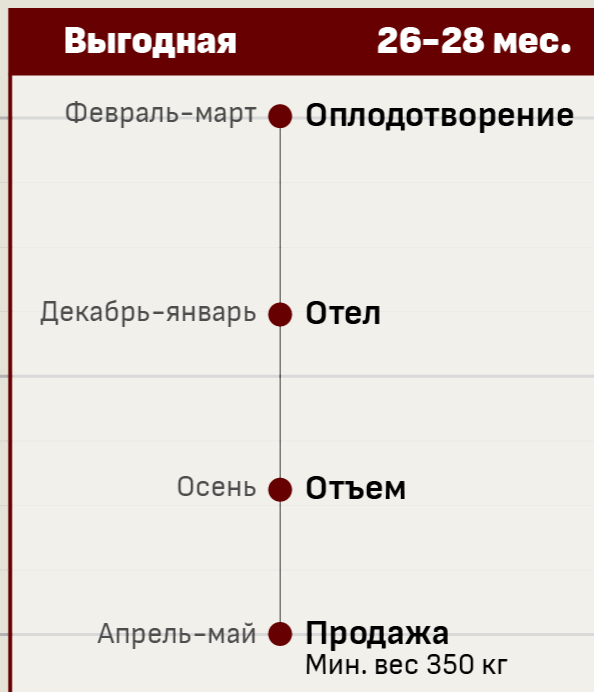 Выгодная 26-28 мес.
Февраль-март Оплодотворение
Декабрь-январь Отел
Осень Отъем
Апрель-май Продажа
Мин. вес 350 кг